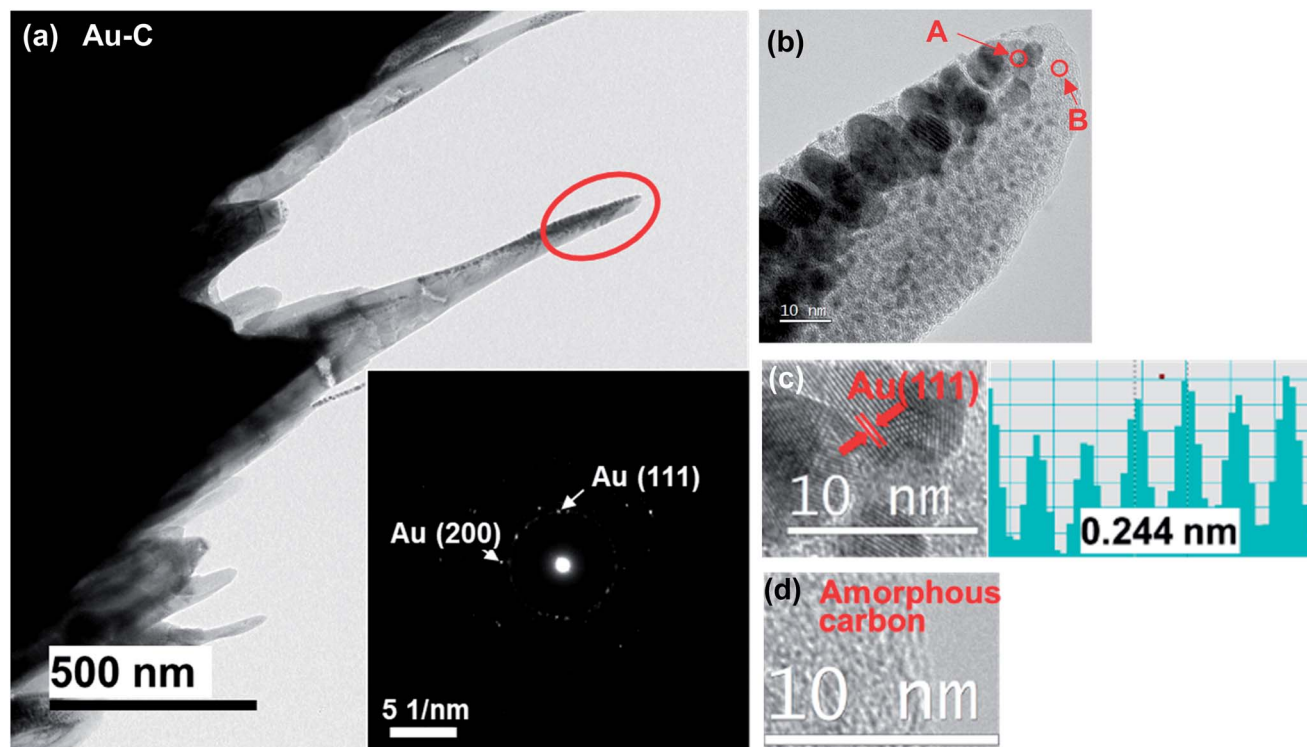 (a) Au-C
500 nm
Au (111)
Au (200)
5 1/nm
(b)
A
B
10 nm
(c)
Au(111)
10 nm
0.244 nm
(d)
Amorphous
carbon
10 nm